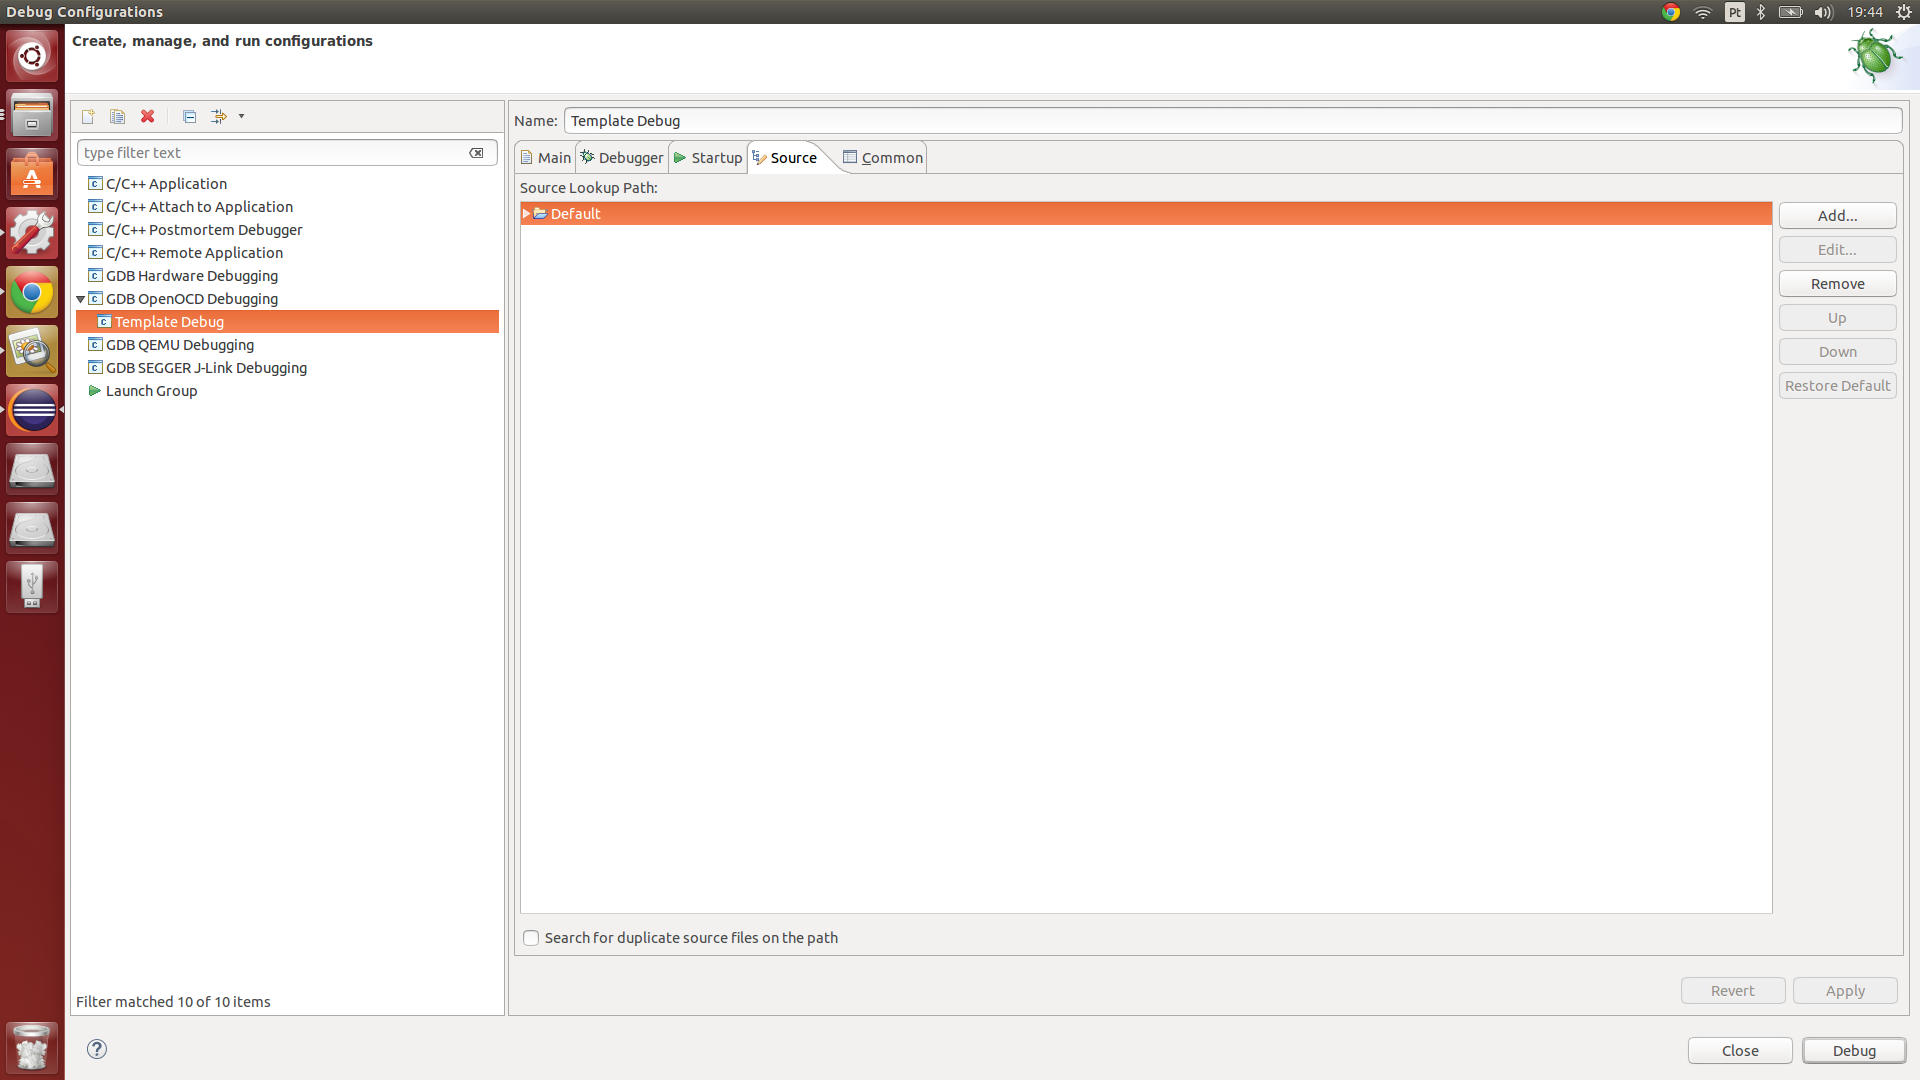 Debug Configurations
Pt
19:44
Create, manage, and run configurations
type filter text
C/C++ Application
C/C++ Attach to Application
C/C++ Postmortem Debugger
C/C++ Remote Application
GDB Hardware Debugging
GDB OpenOCD Debugging
Template Debug
GDB QEMU Debugging
GDB SEGGER J-Link Debugging
Launch Group
Filter matched 10 of 10 items
Name: Template Debug
Main Debugger Startup Source Common
Source Lookup Path:
Default
Add...
Edit...
Remove
Up
Down
Restore Default
Search for duplicate source files on the path
Revert Apply
Close Debug